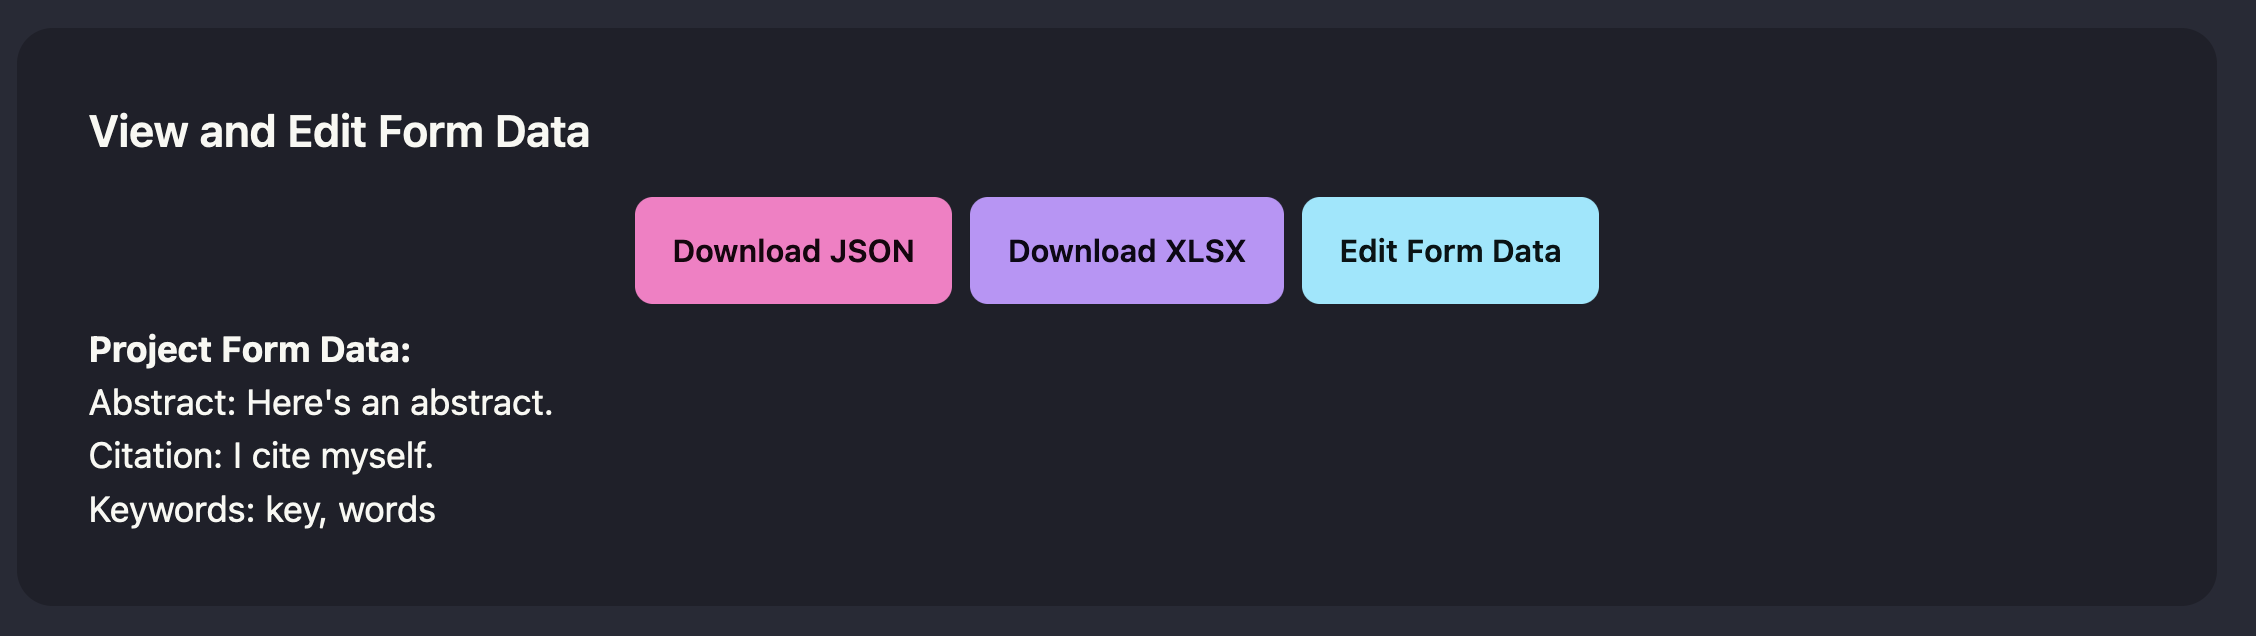 View and Edit Form Data
Download JSON
Download XLSX
Edit Form Data
Project Form Data:
Abstract: Here's an abstract.
Citation: I cite myself.
Keywords: key, words